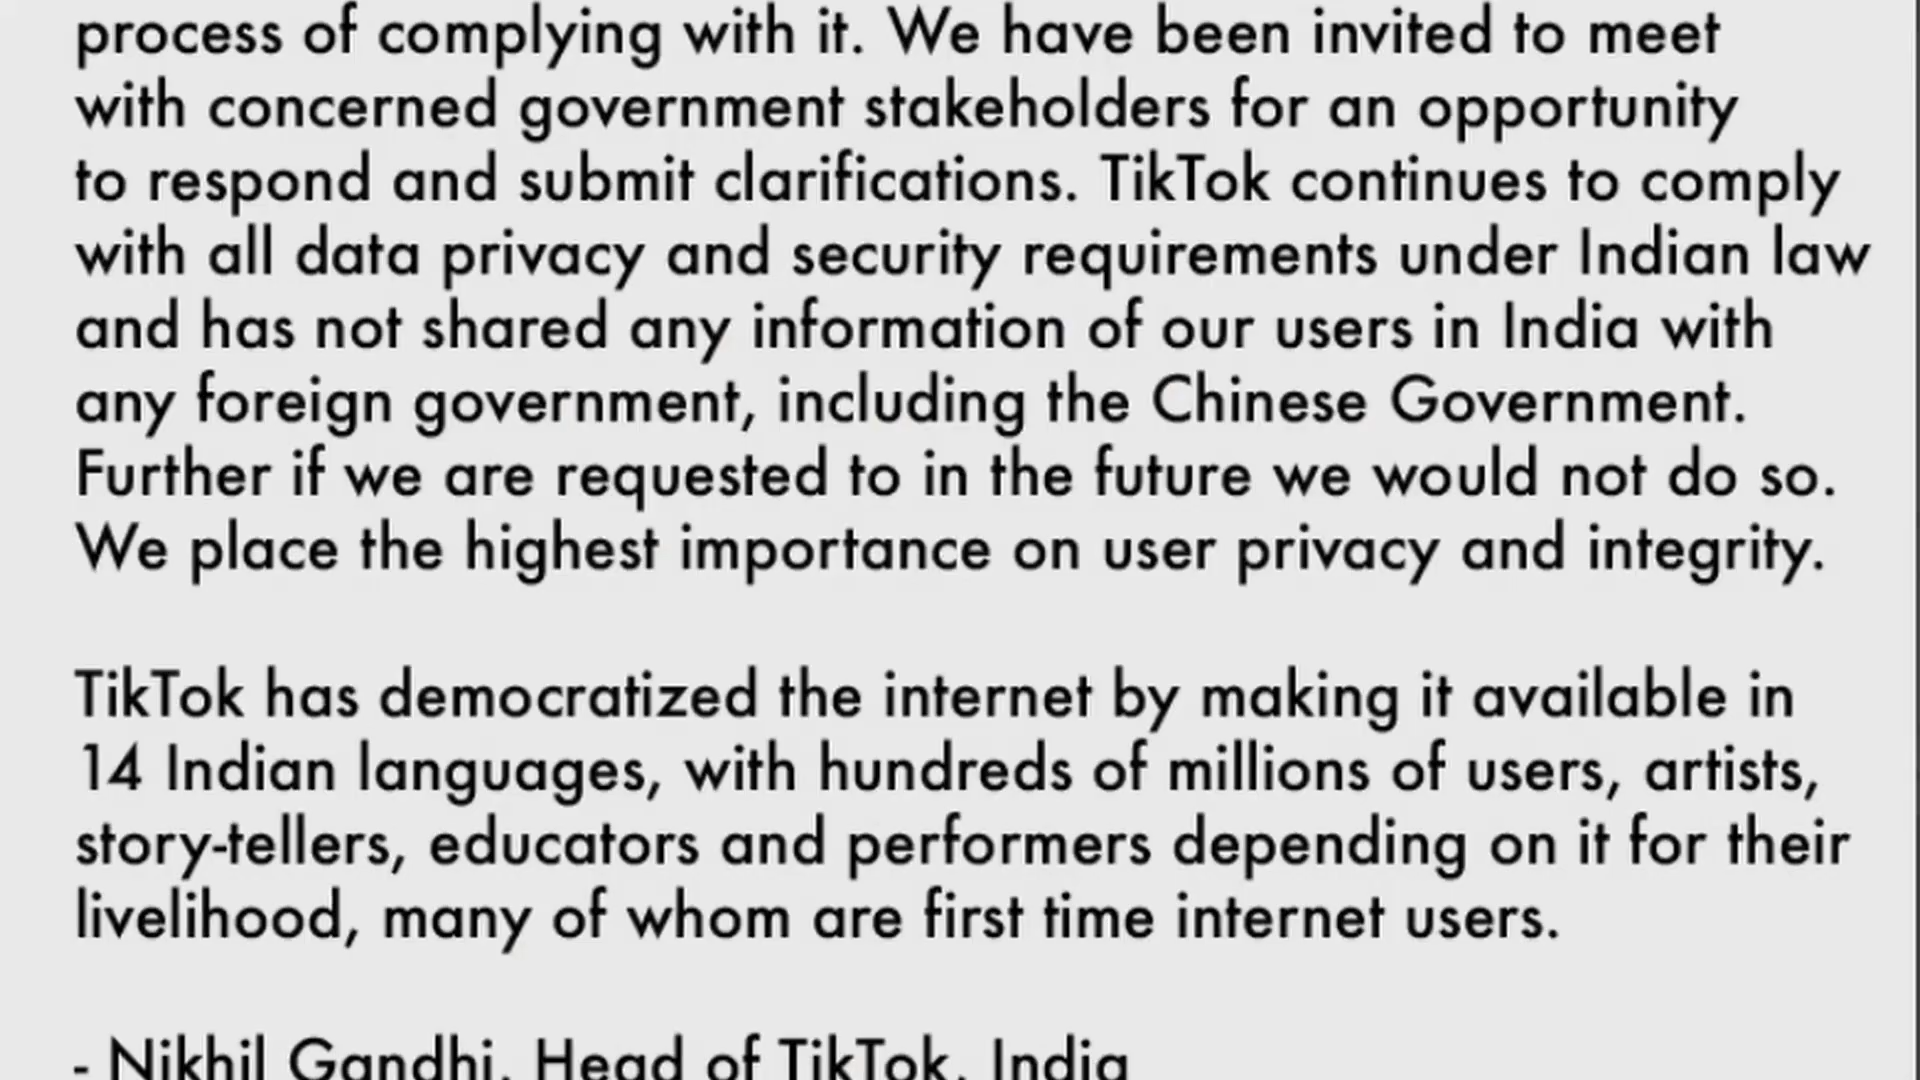 process of complying with it. We have been invited to meet
with concerned government stakeholders for an opportunity
to respond and submit clarifications. TikTok continues to comply
with all data privacy and security requirements under Indian law
and has not shared any information of our users in India with
any foreign government, including the Chinese Government.
Further if we are requested to in the future we would not do so.
We place the highest importance on user privacy and integrity.
TikTok has democratized the internet by making it available in
14 Indian languages, with hundreds of millions of users, artists,
story-tellers, educators and performers depending on it for their
livelihood, many of whom are first time internet users.
- Nikhil Gandhi, Head of TikTok, India